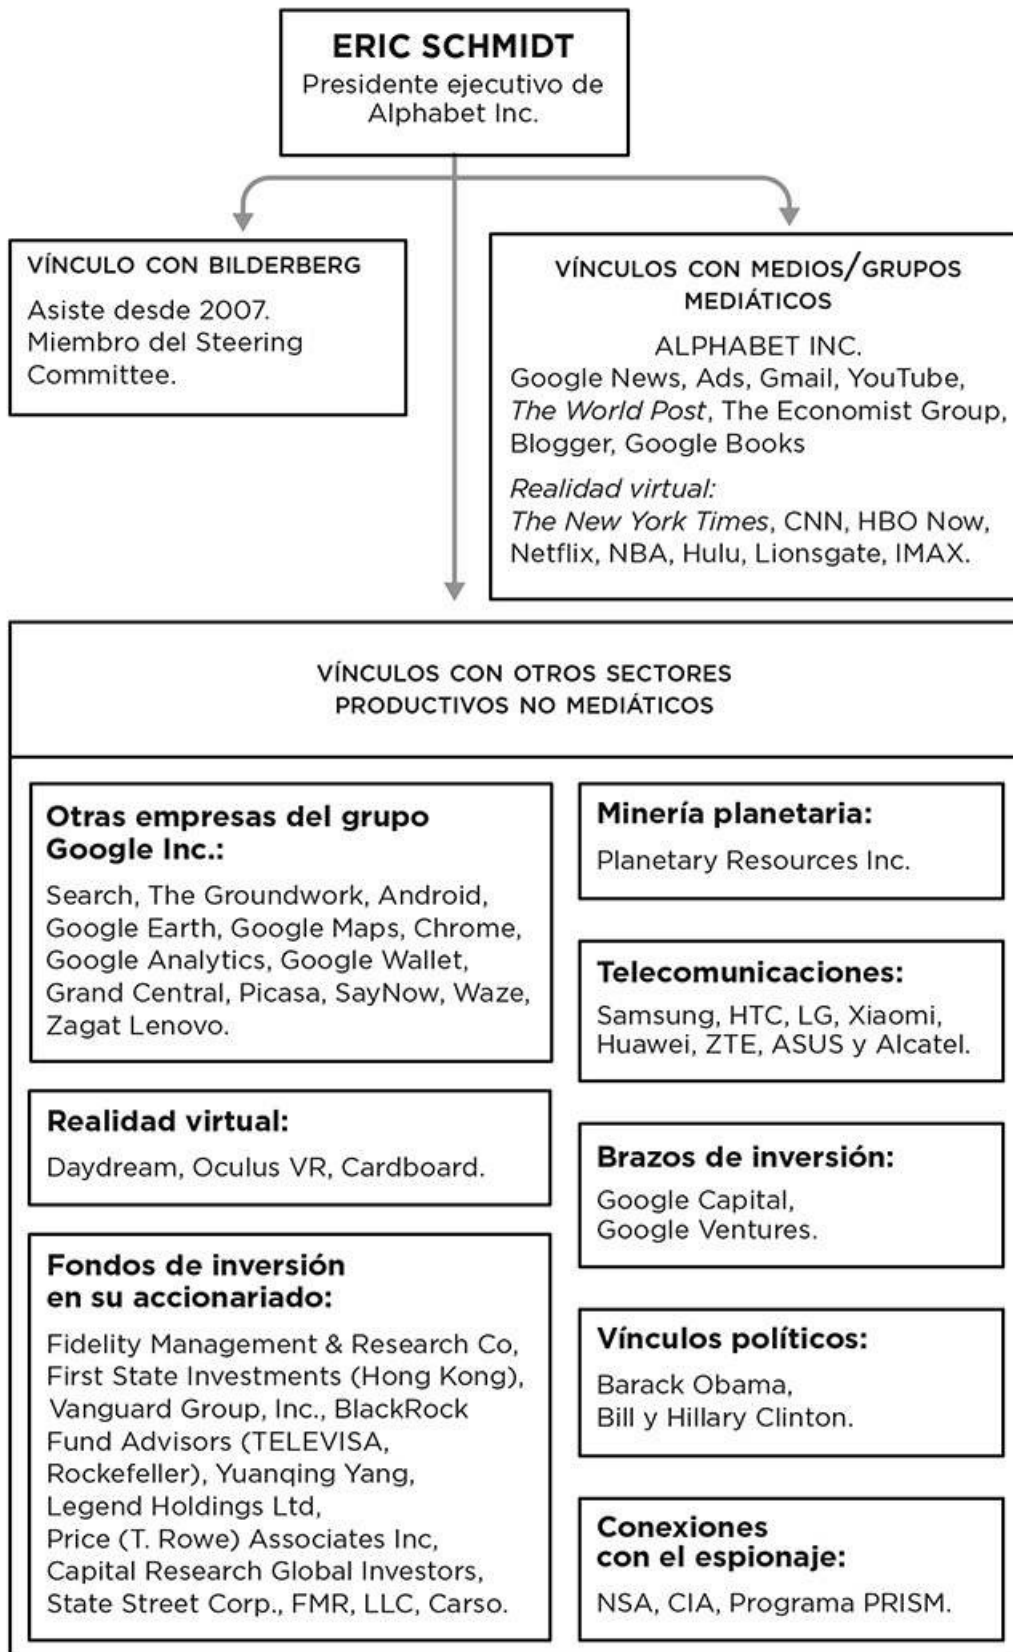 ERIC SCHMIDT
Presidente ejecutivo de
Alphabet Inc.
VÍNCULO CON BILDERBERG
Asiste desde 2007.
Miembro del Steering
Committee.
VÍNCULOS CON MEDIOS/GRUPOS
MEDIÁTICOS
ALPHABET INC.
Google News, Ads, Gmail, YouTube,
The World Post, The Economist Group,
Blogger, Google Books
Realidad virtual:
The New York Times, CNN, HBO Now,
Netflix, NBA, Hulu, Lionsgate, IMAX.
VÍNCULOS CON OTROS SECTORES
PRODUCTIVOS NO MEDIÁTICOS
Otras empresas del grupo
Google Inc.:
Search, The Groundwork, Android,
Google Earth, Google Maps, Chrome,
Google Analytics, Google Wallet,
Grand Central, Picasa, SayNow, Waze,
Zagat Lenovo.
Realidad virtual:
Daydream, Oculus VR, Cardboard.
Fondos de inversión
en su accionariado:
Fidelity Management & Research Co,
First State Investments (Hong Kong),
Vanguard Group, Inc., BlackRock
Fund Advisors (TELEVISA,
Rockefeller), Yuanqing Yang,
Legend Holdings Ltd,
Price (T. Rowe) Associates Inc,
Capital Research Global Investors,
State Street Corp., FMR, LLC, Carso.
Minería planetaria:
Planetary Resources Inc.
Telecomunicaciones:
Samsung, HTC, LG, Xiaomi,
Huawei, ZTE, ASUS y Alcatel.
Brazos de inversión:
Google Capital,
Google Ventures.
Vínculos políticos:
Barack Obama,
Bill y Hillary Clinton.
Conexiones
con el espionaje:
NSA, CIA, Programa PRISM.